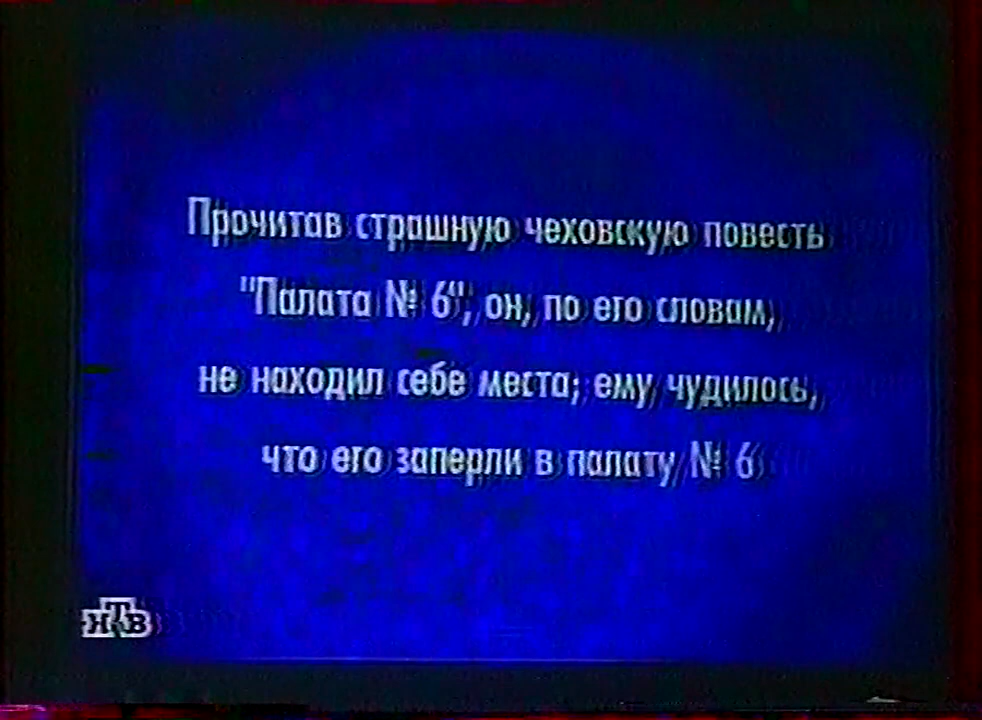 Прочитав страшную чеховскую повесть
"Палата № 6", он, по его словам,
не находил себе места; ему чудилось,
что его заперли в палату № 6
НТВ